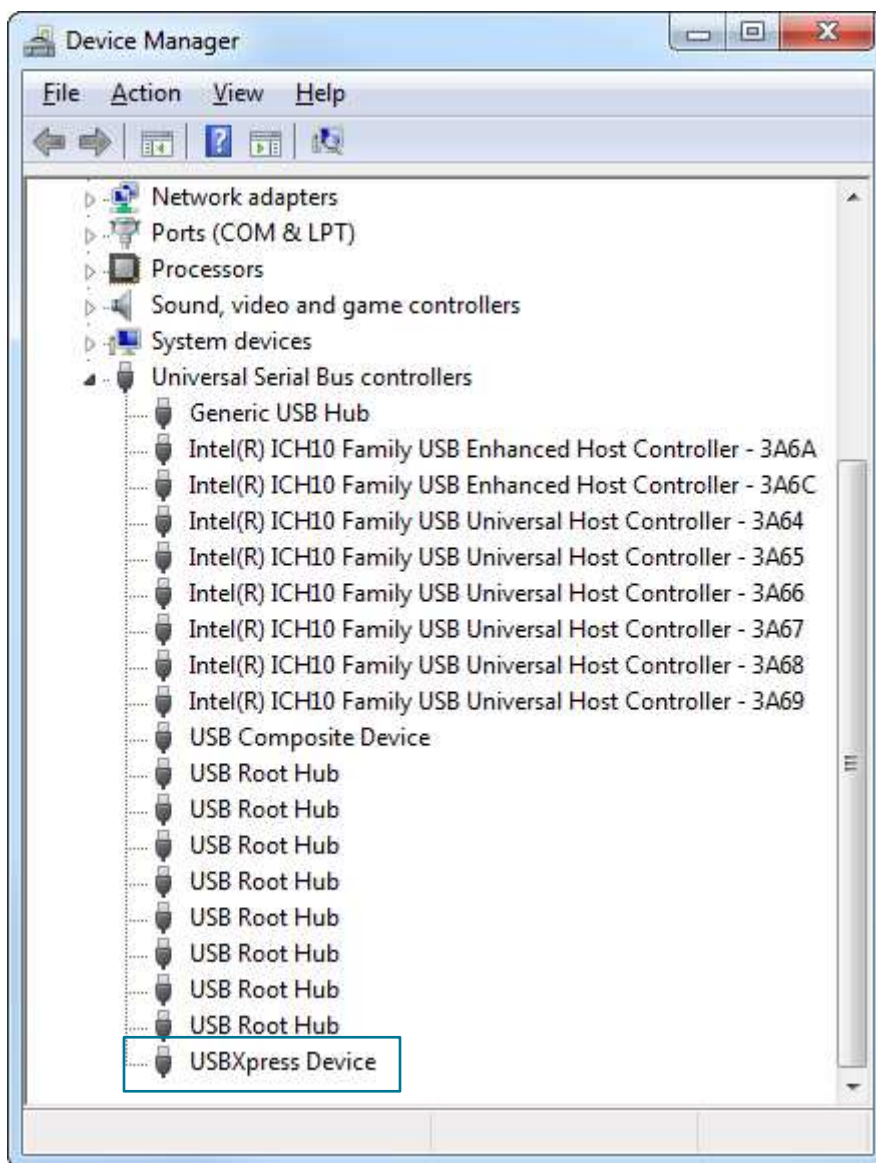 Device Manager
File Action View Help
Network adapters
Ports (COM & LPT)
Processors
Sound, video and game controllers
System devices
Universal Serial Bus controllers
Generic USB Hub
Intel(R) ICH10 Family USB Enhanced Host Controller - 3A6A
Intel(R) ICH10 Family USB Enhanced Host Controller - 3A6C
Intel(R) ICH10 Family USB Universal Host Controller - 3A64
Intel(R) ICH10 Family USB Universal Host Controller - 3A65
Intel(R) ICH10 Family USB Universal Host Controller - 3A66
Intel(R) ICH10 Family USB Universal Host Controller - 3A67
Intel(R) ICH10 Family USB Universal Host Controller - 3A68
Intel(R) ICH10 Family USB Universal Host Controller - 3A69
USB Composite Device
USB Root Hub
USB Root Hub
USB Root Hub
USB Root Hub
USB Root Hub
USB Root Hub
USB Root Hub
USB Root Hub
USBXpress Device